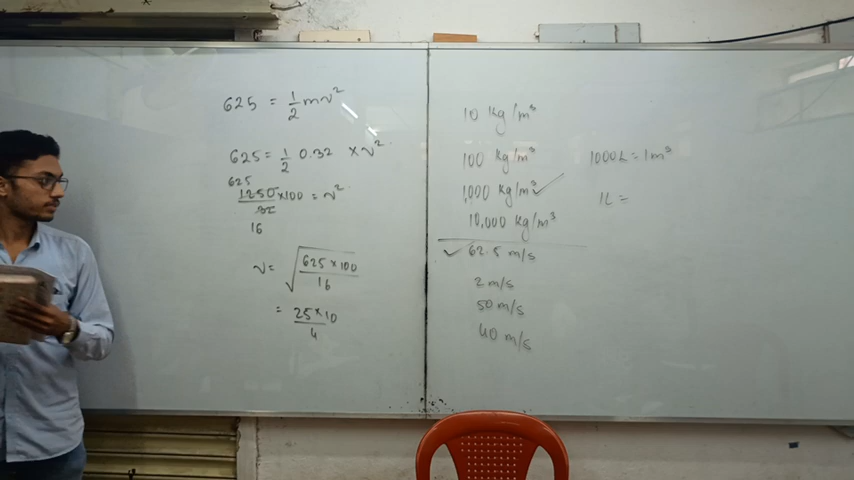 625 = 1/2 mv²
625 = 1/2 0.32 × v²
625
1250/32 × 100 = v²
16
v = √(625 × 100/16)
= 25 × 10/4
10 kg/m³
100 kg/m³
1,000 kg/m³ ✓
10,000 kg/m³
✓ 62.5 m/s
2 m/s
50 m/s
40 m/s
1000L = 1m³
1L =